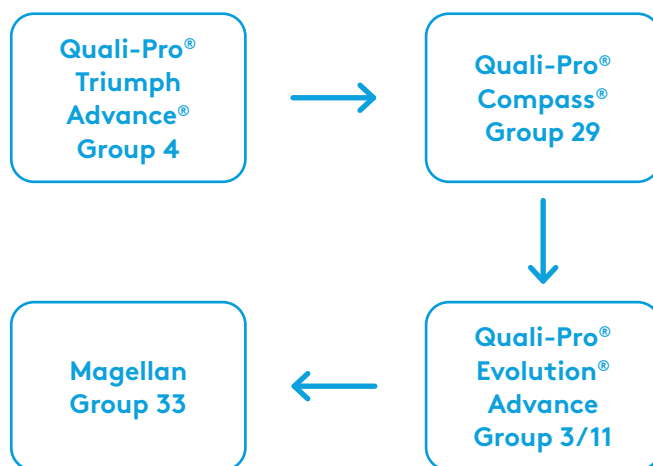 Quali-Pro®
Triumph
Advance®
Group 4
Quali-Pro®
Compass®
Group 29
Quali-Pro®
Evolution®
Advance
Group 3/11
Magellan
Group 33